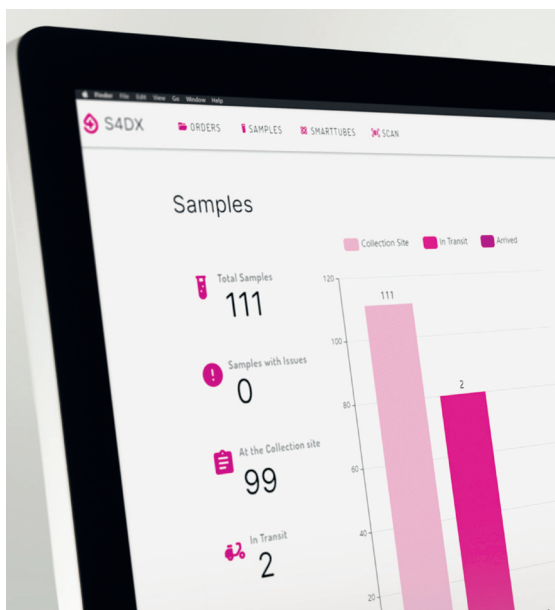 Finder File Edit View Go Window Help
S4DX ORDERS SAMPLES SMARTTUBES SCAN
Samples
Collection Site In Transit Arrived
Total Samples
111
Samples with Issues
0
At the Collection site
99
In Transit
2
120
100
80
60
40
20
111
2